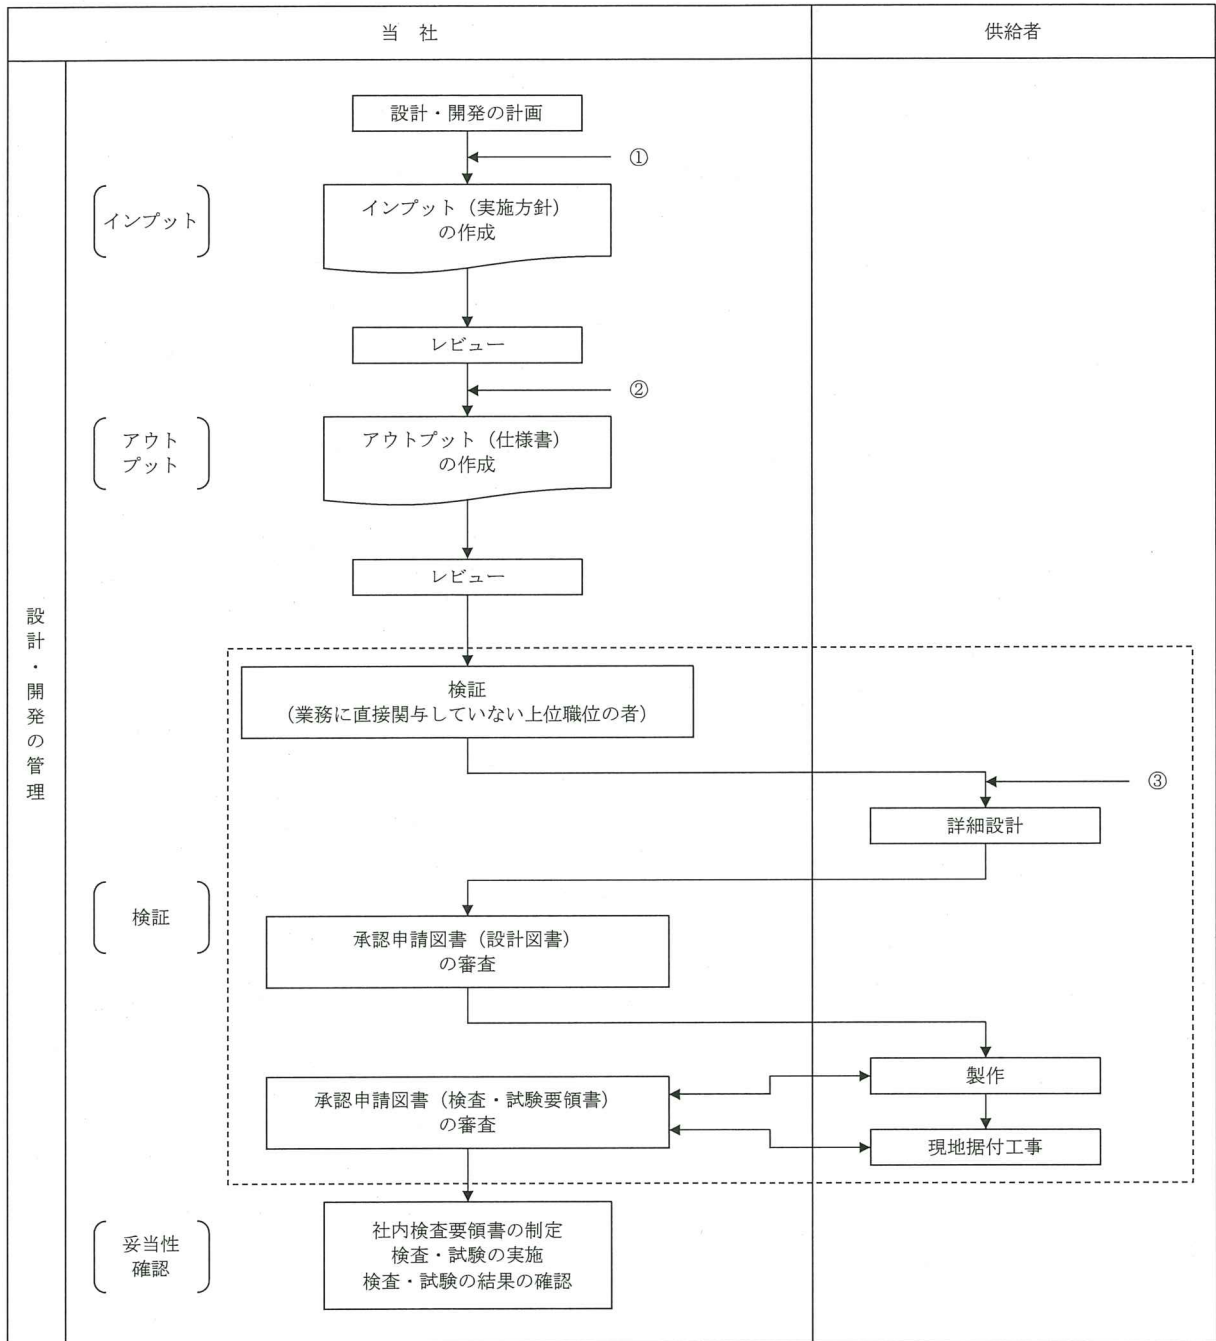 当 社
供給者
設計・開発の管理
設計・開発の計画
①
インプット
インプット（実施方針）
の作成
レビュー
②
アウト
プット
アウトプット（仕様書）
の作成
レビュー
検証
（業務に直接関与していない上位職位の者）
③
詳細設計
検証
承認申請図書（設計図書）
の審査
製作
承認申請図書（検査・試験要領書）
の審査
現地据付工事
妥当性
確認
社内検査要領書の制定
検査・試験の実施
検査・試験の結果の確認